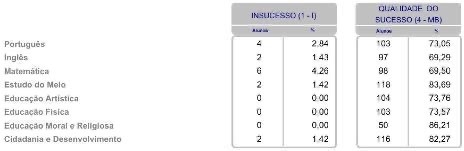 INSUCESSO (1 - I)
QUALIDADE DO
SUCESSO (4 - MB)
Alunos % Alunos %
Português 4 2,84 103 73,05
Inglês 2 1,43 97 69,29
Matemática 6 4,26 98 69,50
Estudo do Meio 2 1,42 118 83,69
Educação Artística 0 0,00 104 73,76
Educação Física 0 0,00 103 73,57
Educação Moral e Religiosa 0 0,00 50 86,21
Cidadania e Desenvolvimento 2 1,42 116 82,27